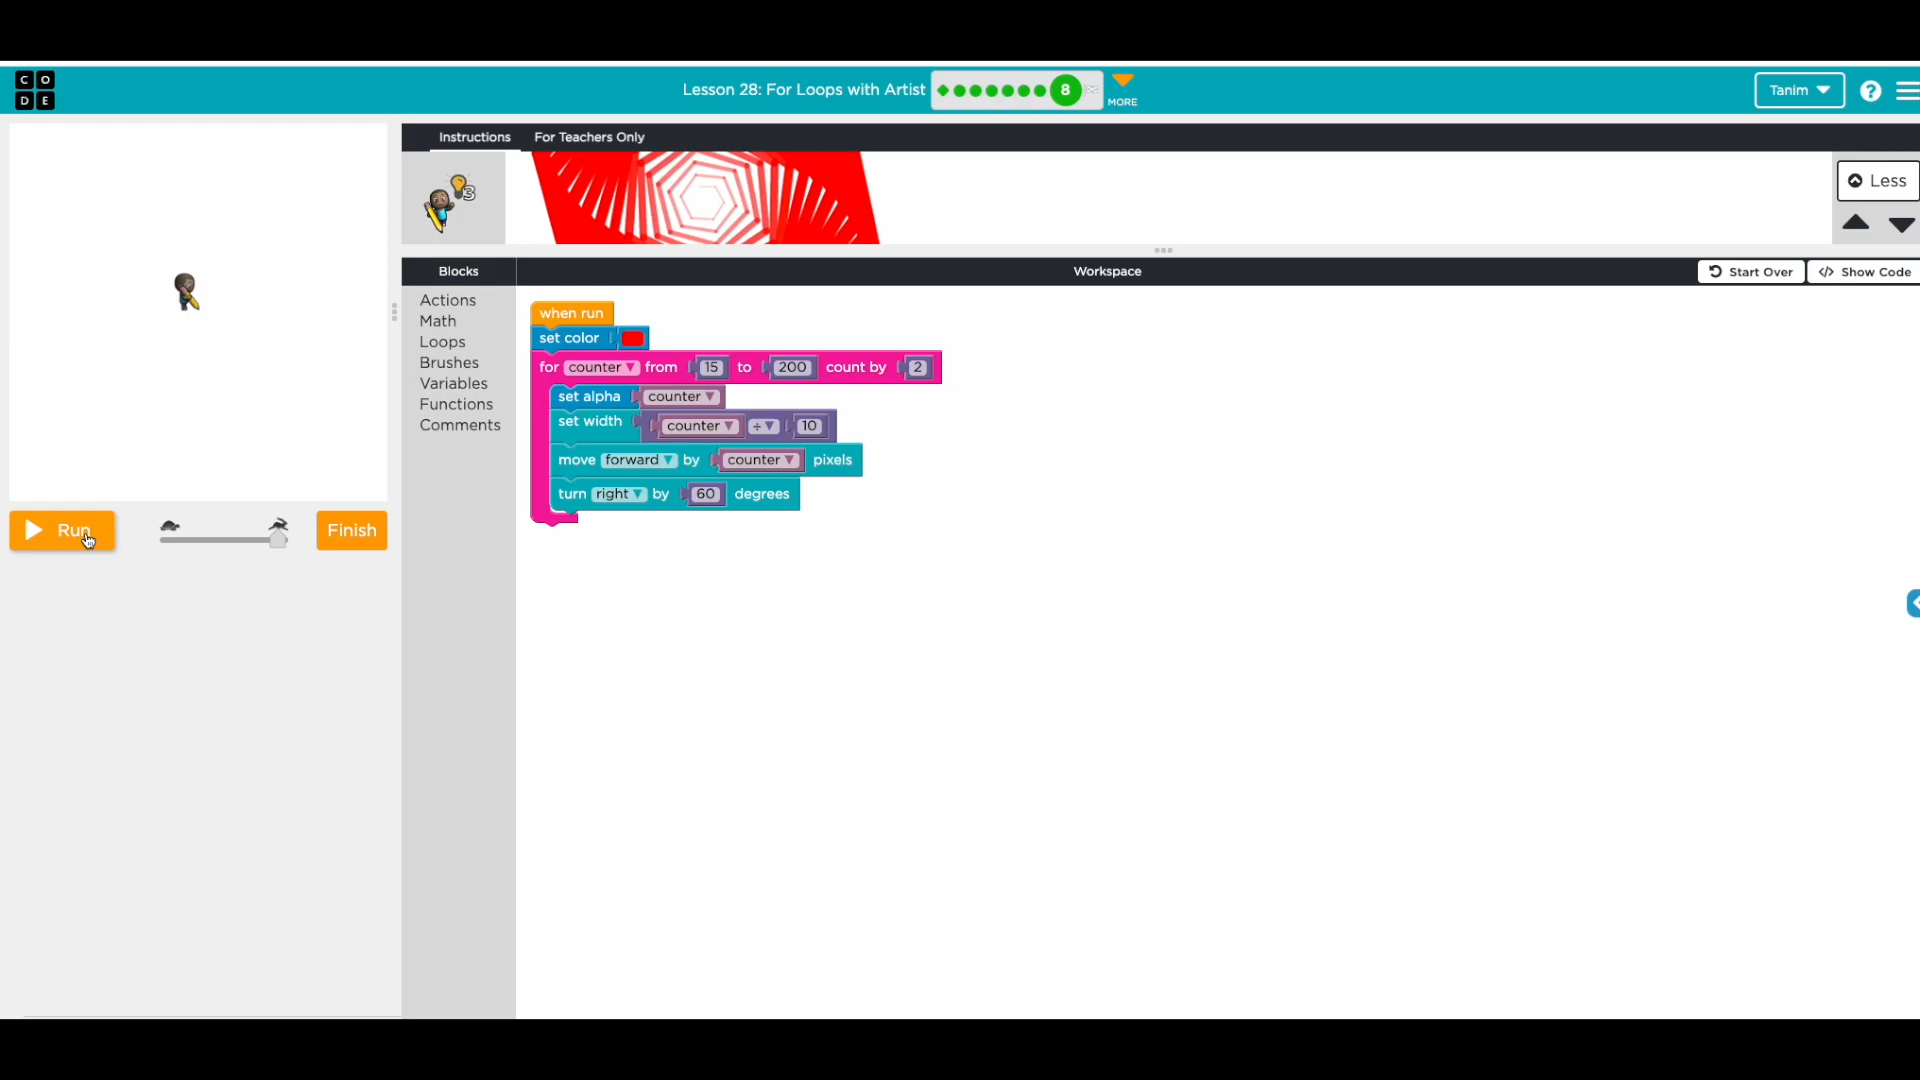 C O
D E
Lesson 28: For Loops with Artist
8
MORE
Tanim
?
Instructions
For Teachers Only
3
Less
Blocks
Workspace
Start Over
</> Show Code
Actions
Math
Loops
Brushes
Variables
Functions
Comments
when run
set color
for counter from 15 to 200 count by 2
set alpha counter
set width counter ÷ 10
move forward by counter pixels
turn right by 60 degrees
Run
Finish